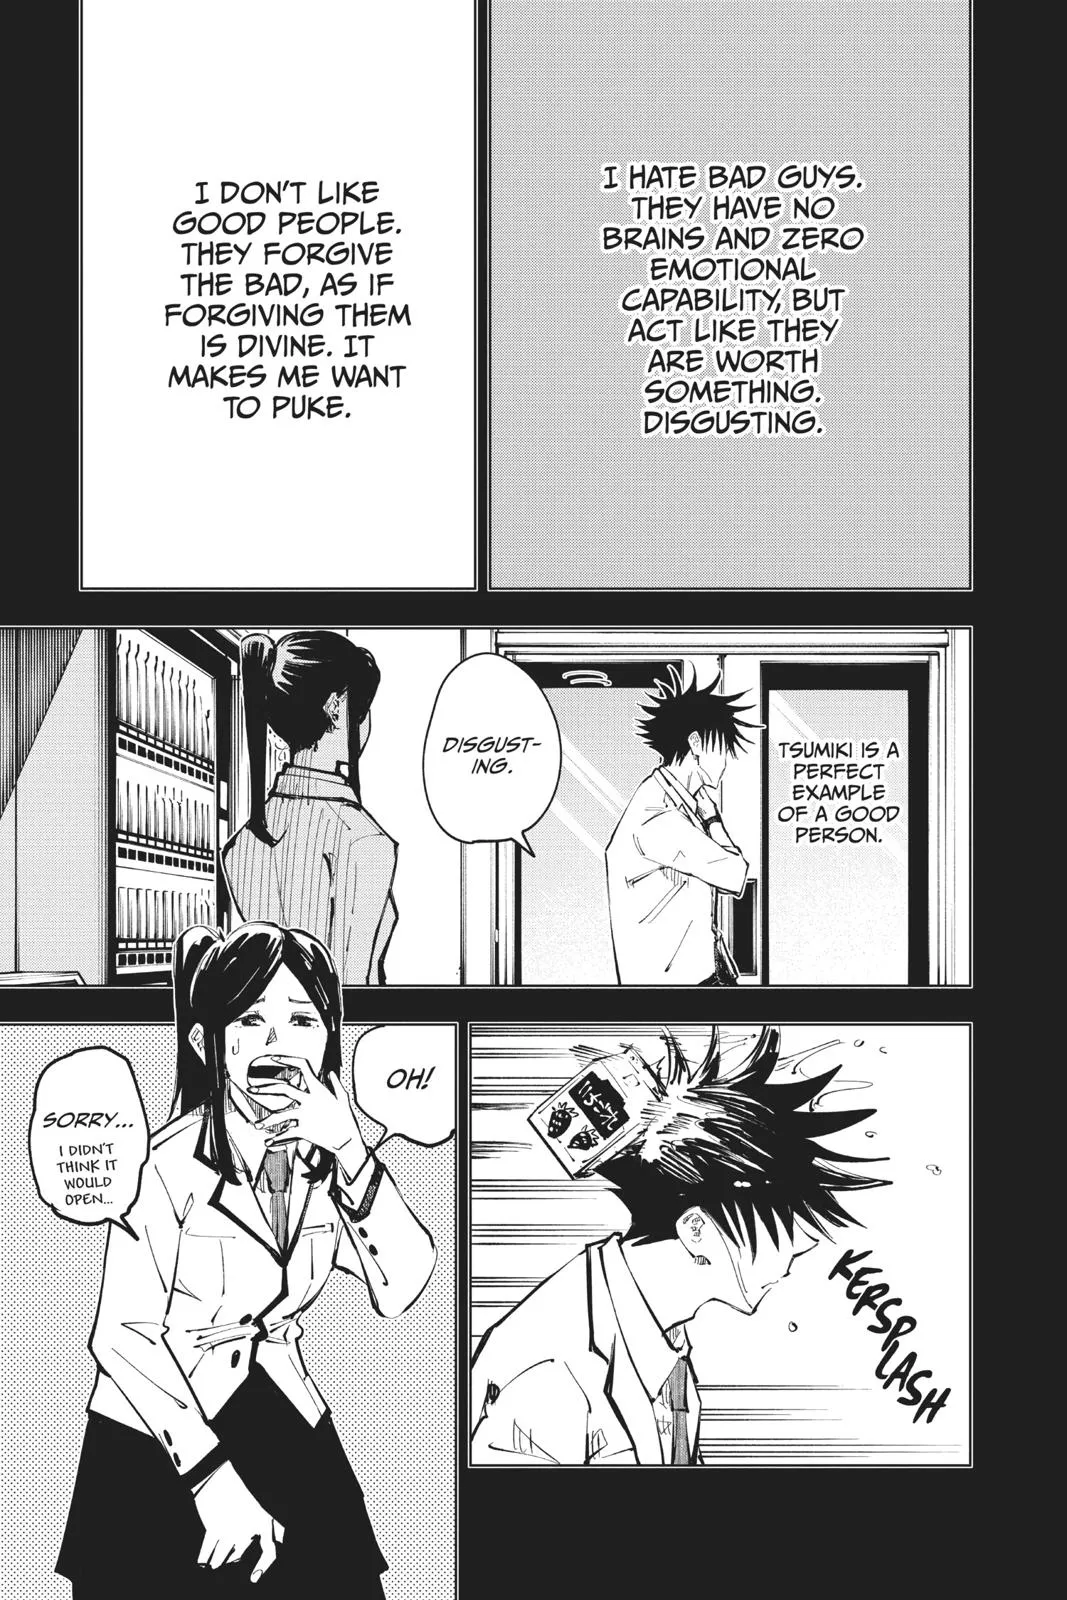 I HATE BAD GUYS.
THEY HAVE NO
BRAINS AND ZERO
EMOTIONAL
CAPABILITY, BUT
ACT LIKE THEY
ARE WORTH
SOMETHING.
DISGUSTING.
I DON'T LIKE
GOOD PEOPLE.
THEY FORGIVE
THE BAD, AS IF
FORGIVING THEM
IS DIVINE. IT
MAKES ME WANT
TO PUKE.
TSUMIKI IS A
PERFECT
EXAMPLE
OF A GOOD
PERSON.
DISGUST-
ING.
KERSPLASH
OH!
SORRY...
I DIDN'T
THINK IT
WOULD
OPEN...